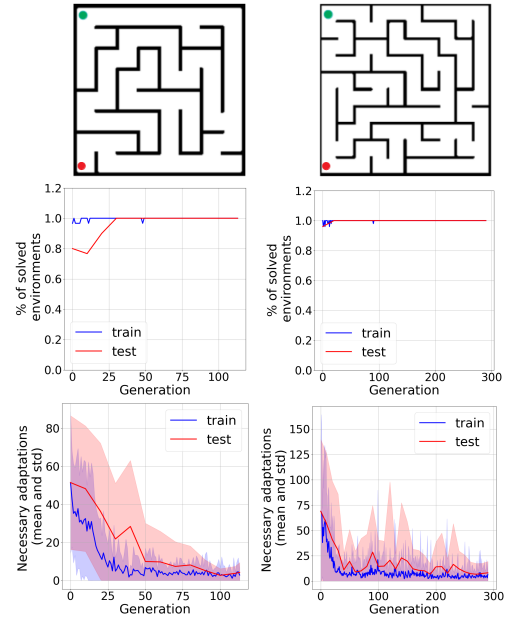 1.2
1.0
0.8
0.6
0.4
0.2
0.0
% of solved
environments
train
test
0
25
50
75
100
Generation
1.2
1.0
0.8
0.6
0.4
0.2
0.0
% of solved
environments
train
test
0
100
200
300
Generation
80
60
40
20
0
Necessary adaptations
(mean and std)
train
test
0
25
50
75
100
Generation
150
125
100
75
50
25
0
Necessary adaptations
(mean and std)
train
test
0
100
200
300
Generation